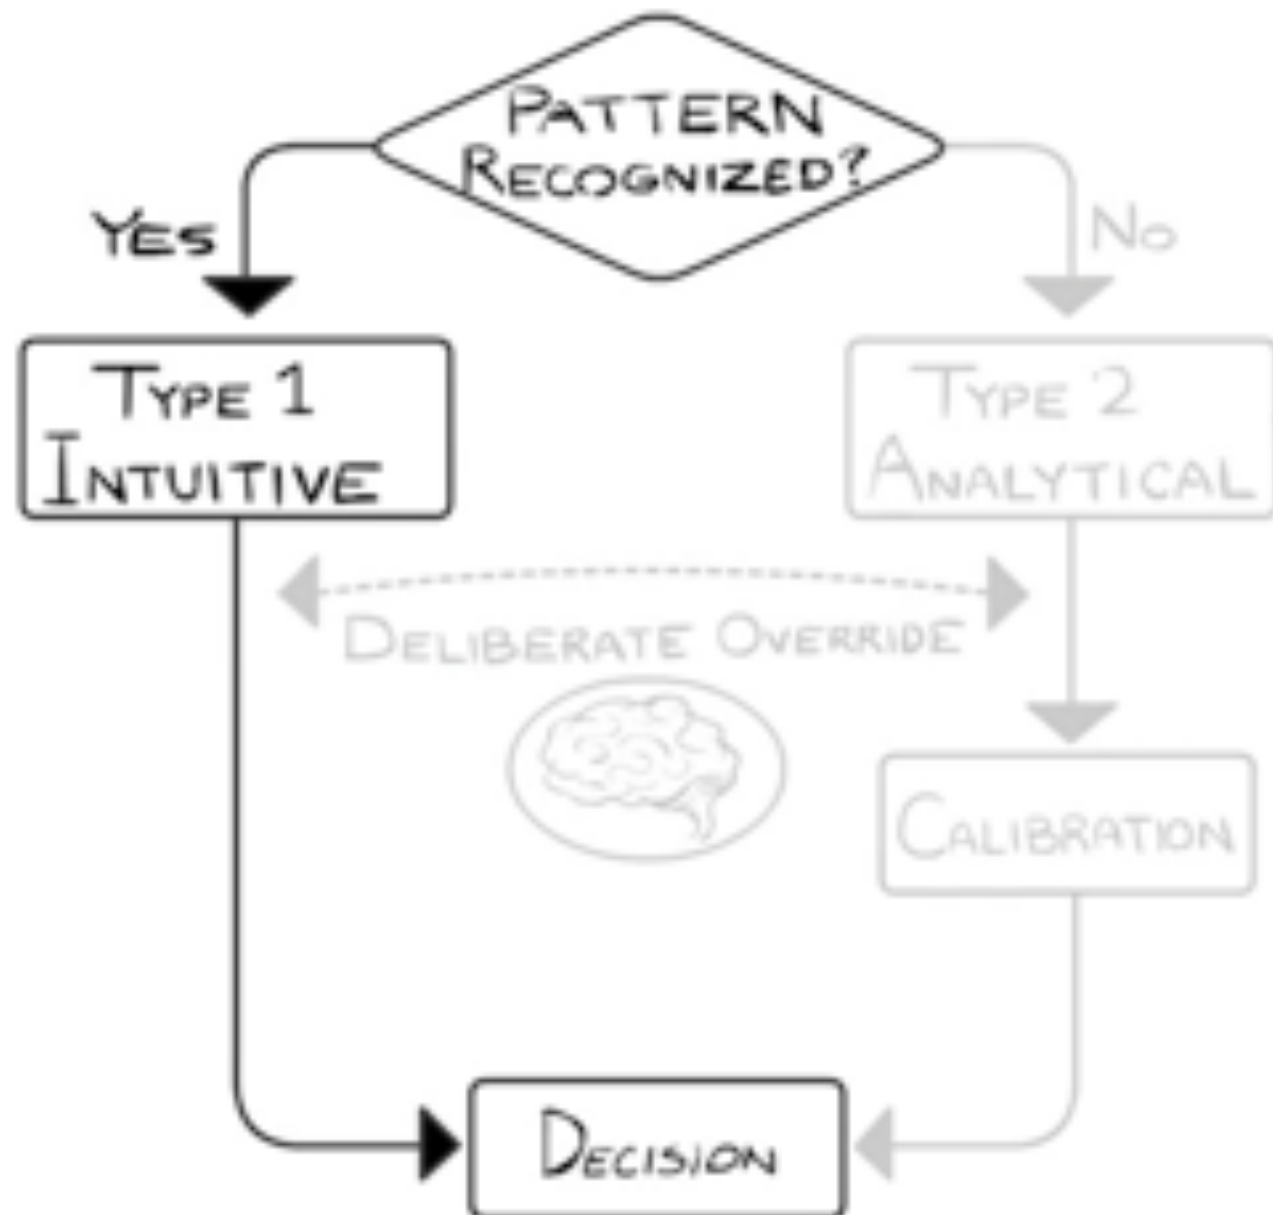 PATTERN
RECOGNIZED?
YES
NO
TYPE 1
INTUITIVE
TYPE 2
ANALYTICAL
DELIBERATE OVERRIDE
CALIBRATION
DECISION